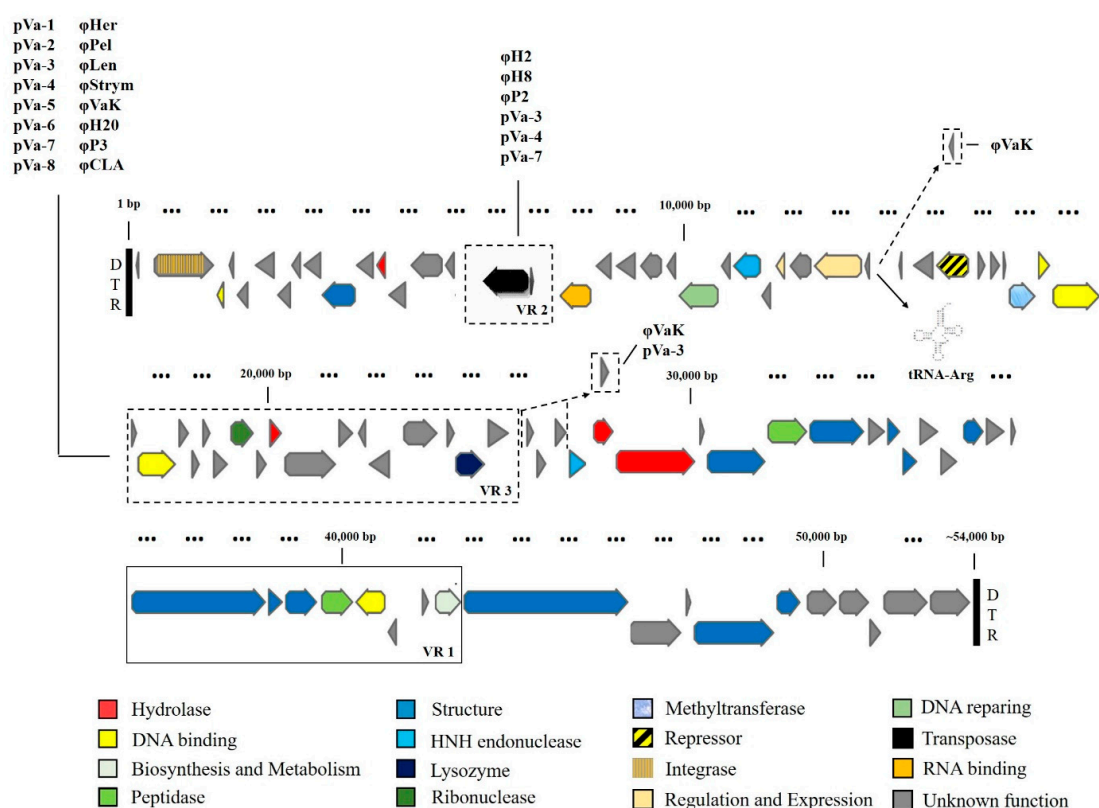 pVa-1 φHer
pVa-2 φPel
pVa-3 φLen
pVa-4 φStrym
pVa-5 φVaK
pVa-6 φH20
pVa-7 φP3
pVa-8 φCLA
φH2
φH8
φP2
pVa-3
pVa-4
pVa-7
φVaK
1 bp
10,000 bp
D
T
R
VR 2
tRNA-Arg
φVaK
pVa-3
20,000 bp
30,000 bp
VR 3
40,000 bp
50,000 bp
~54,000 bp
VR 1
D
T
R
Hydrolase
DNA binding
Biosynthesis and Metabolism
Peptidase
Structure
HNH endonuclease
Lysozyme
Ribonuclease
Methyltransferase
Repressor
Integrase
Regulation and Expression
DNA reparing
Transposase
RNA binding
Unknown function